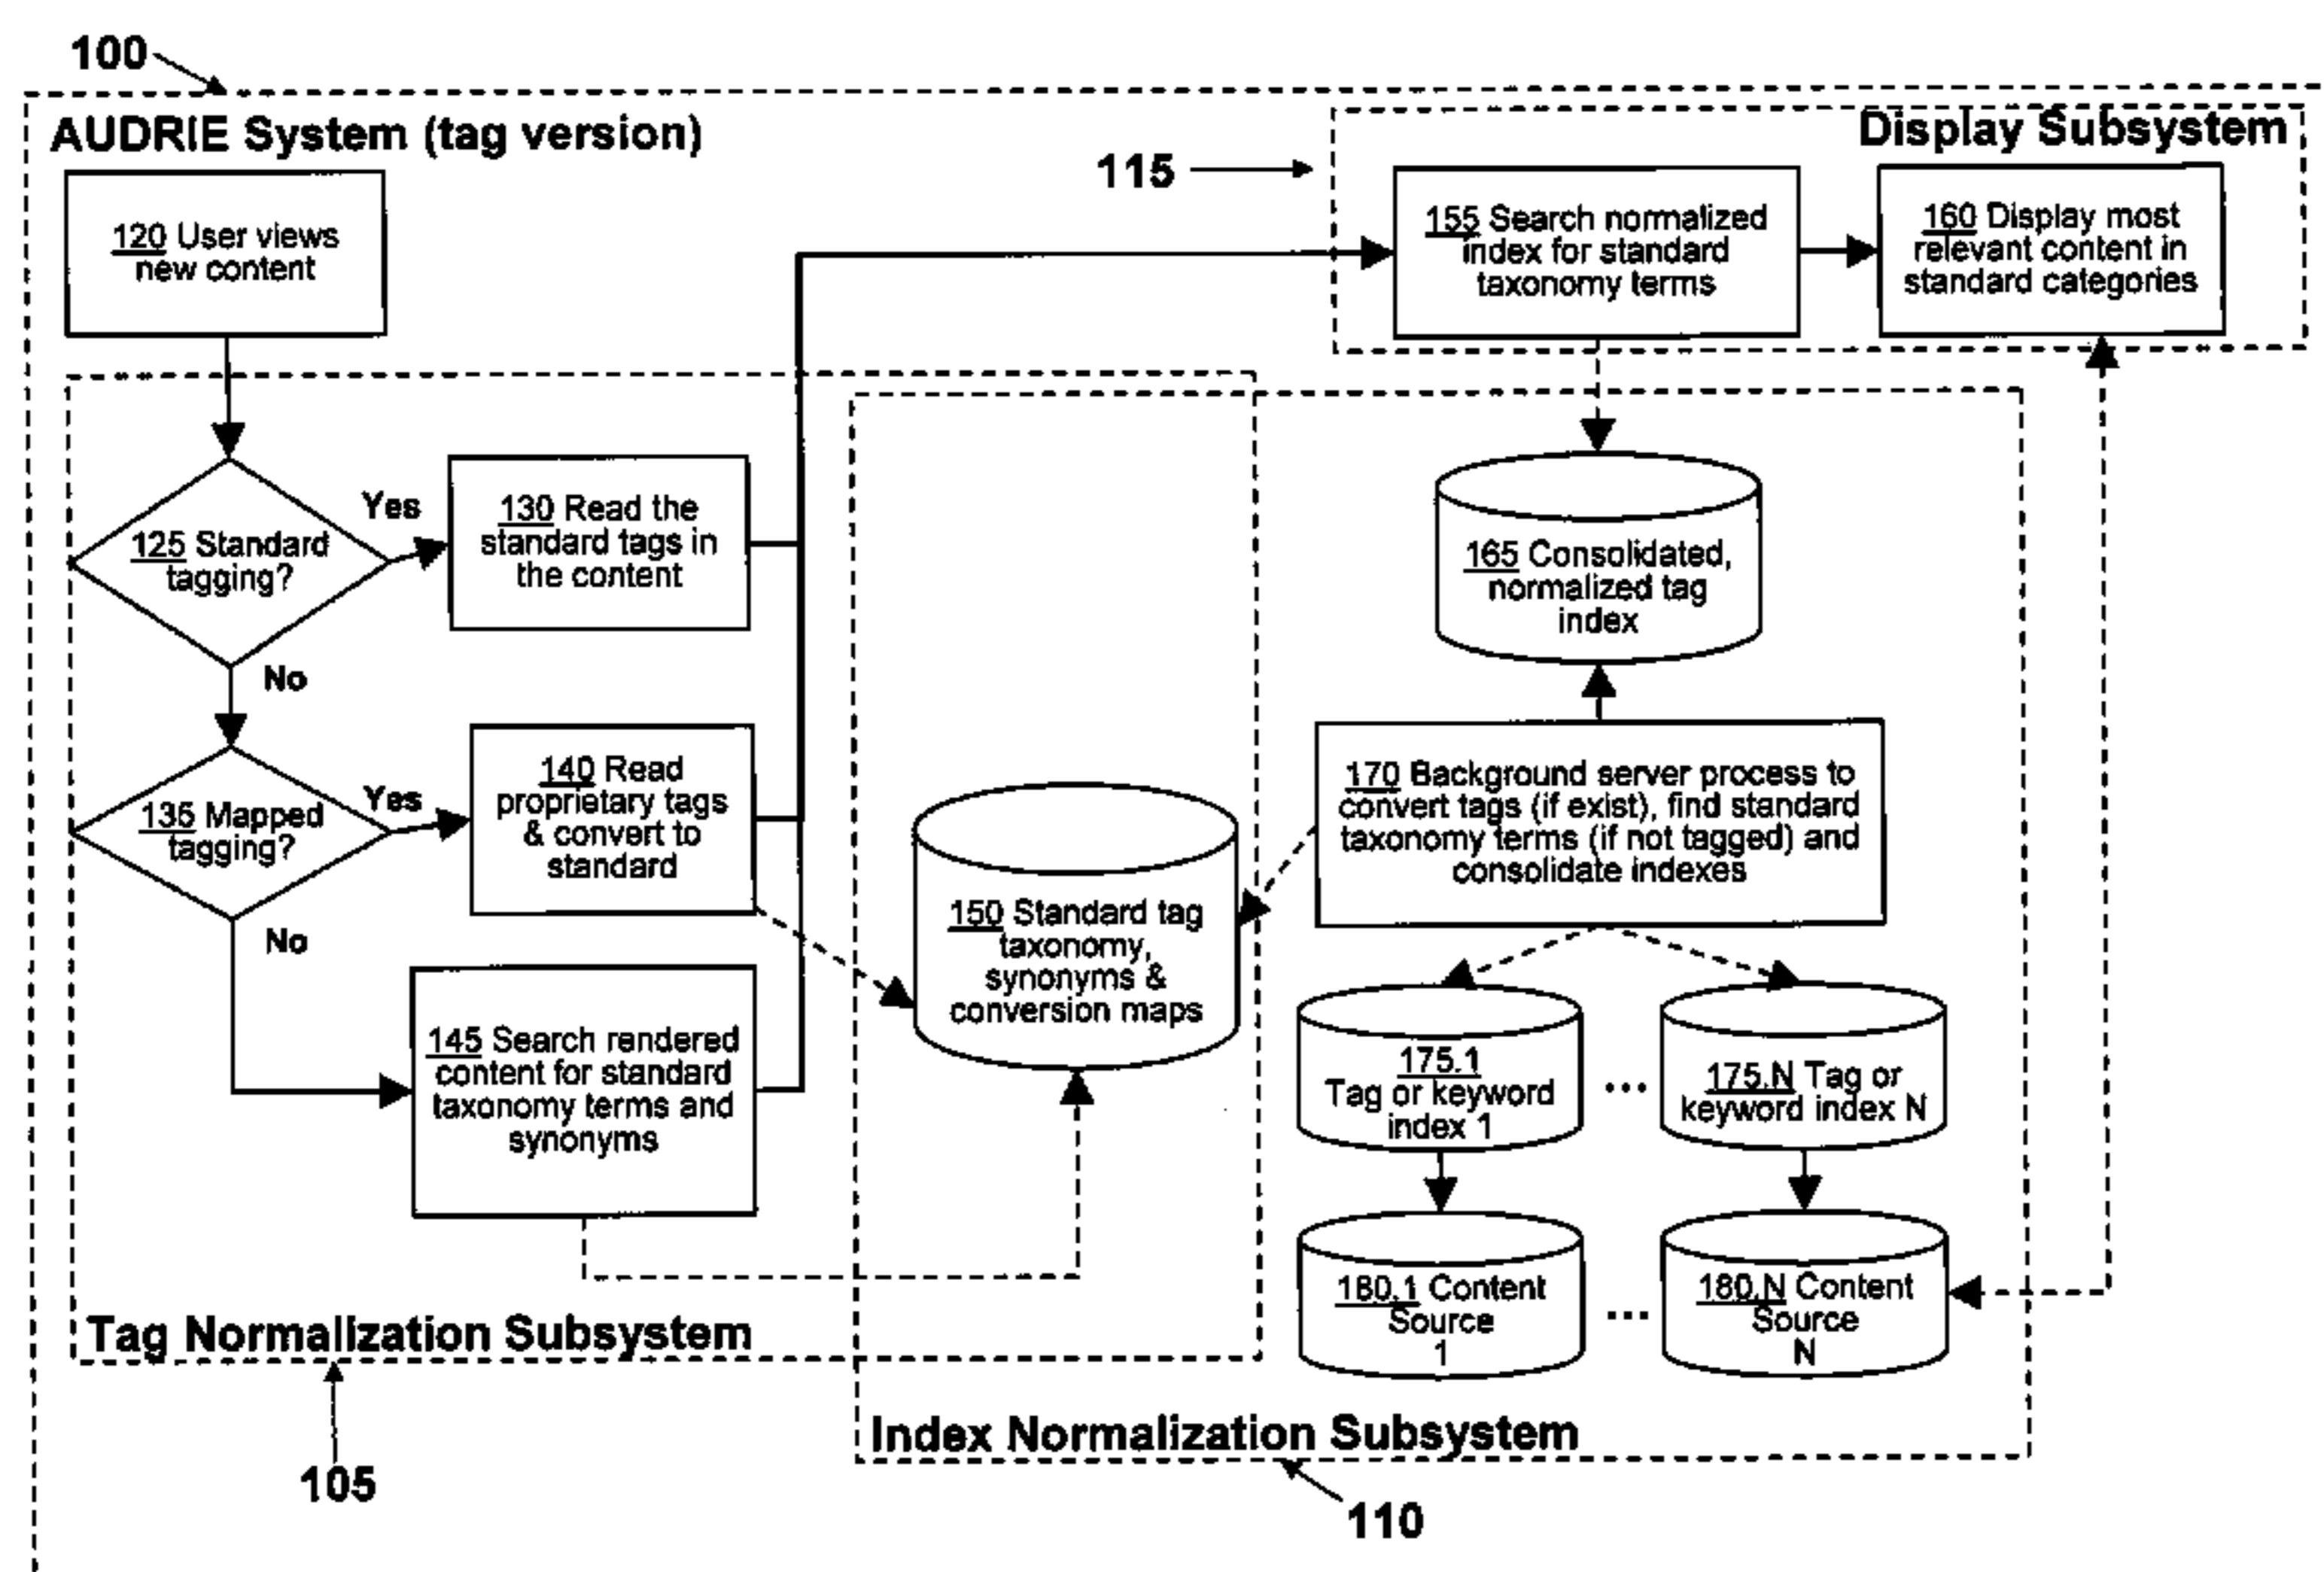 100
AUDRIE System (tag version)
Display Subsystem
115
120 User views
new content
155 Search normalized
index for standard
taxonomy terms
160 Display most
relevant content in
standard categories
125 Standard
tagging?
Yes
130 Read the
standard tags in
the content
No
165 Consolidated,
normalized tag
index
135 Mapped
tagging?
Yes
140 Read
proprietary tags
& convert to
standard
No
170 Background server process to
convert tags (if exist), find standard
taxonomy terms (if not tagged) and
consolidate indexes
150 Standard tag
taxonomy,
synonyms &
conversion maps
145 Search rendered
content for standard
taxonomy terms and
synonyms
175.1
Tag or keyword
index 1
...
175.N Tag or
keyword index N
180.1 Content
Source
1
...
180.N Content
Source
N
Tag Normalization Subsystem
105
Index Normalization Subsystem
110